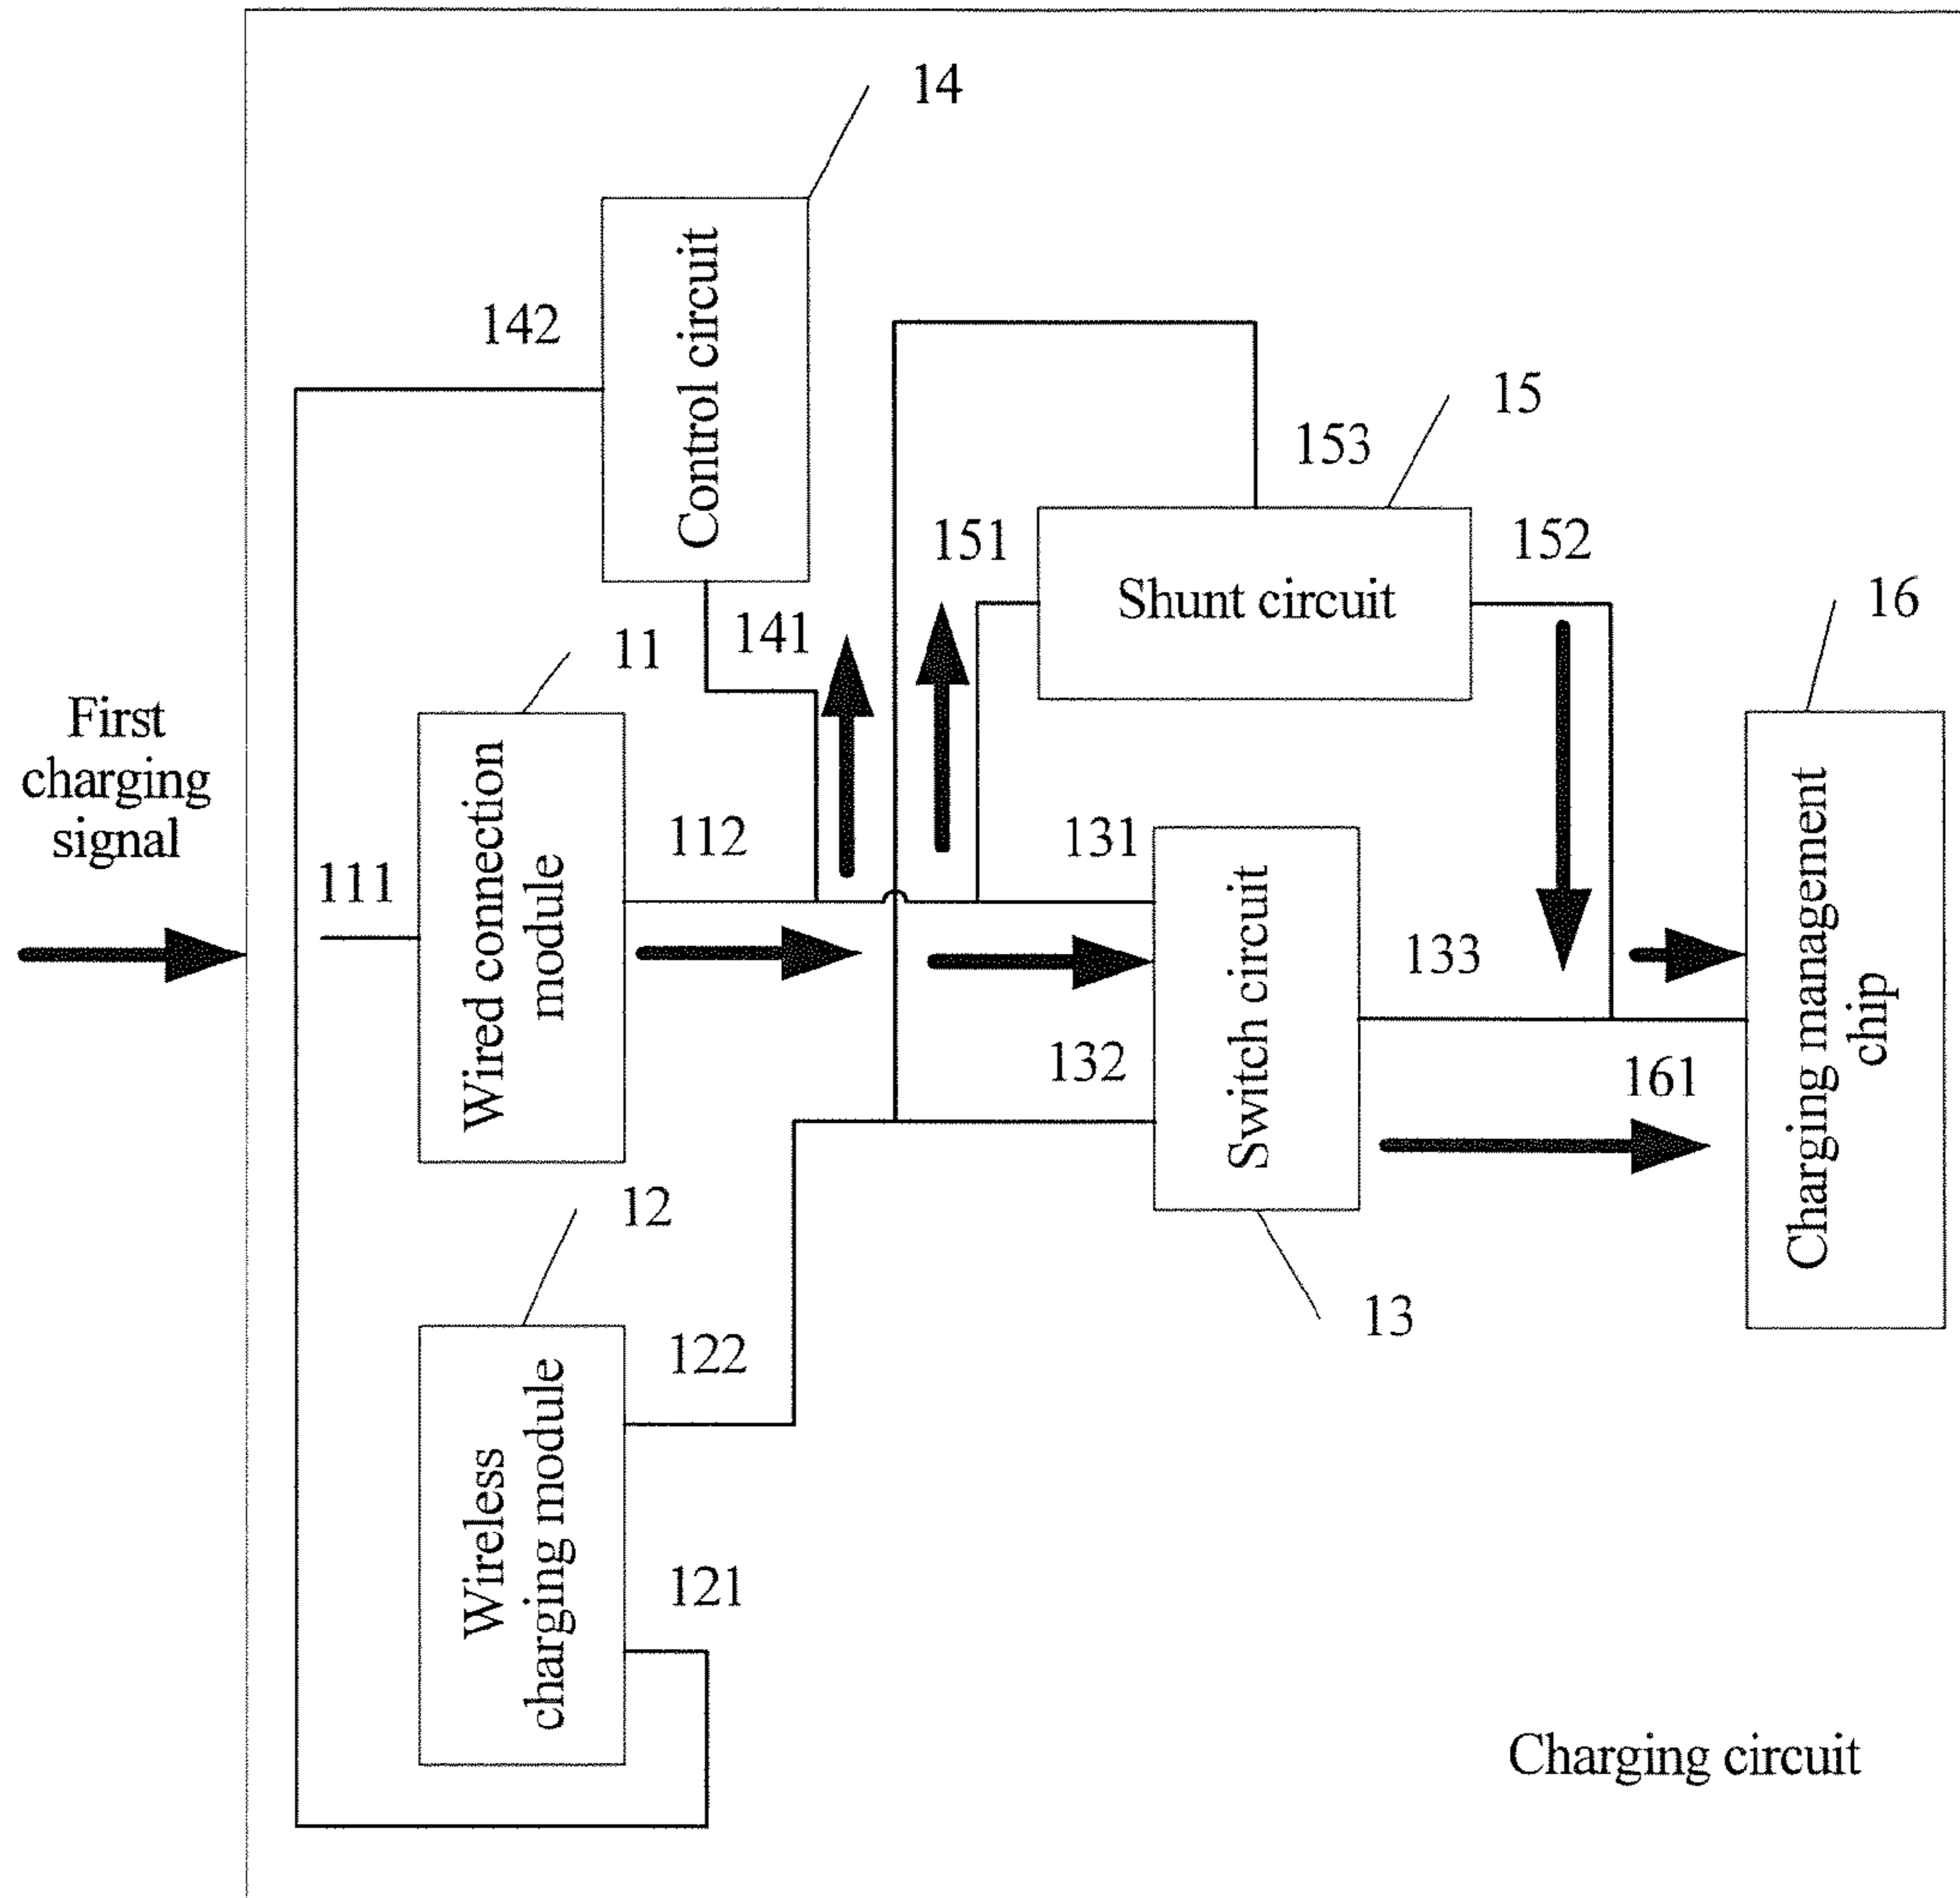 14
Control circuit
142
15
153
151
152
Shunt circuit
16
141
11
First
charging
signal
Wired connection
module
112
131
111
Switch circuit
133
Charging management
chip
132
161
12
13
122
Wireless
charging module
121
Charging circuit